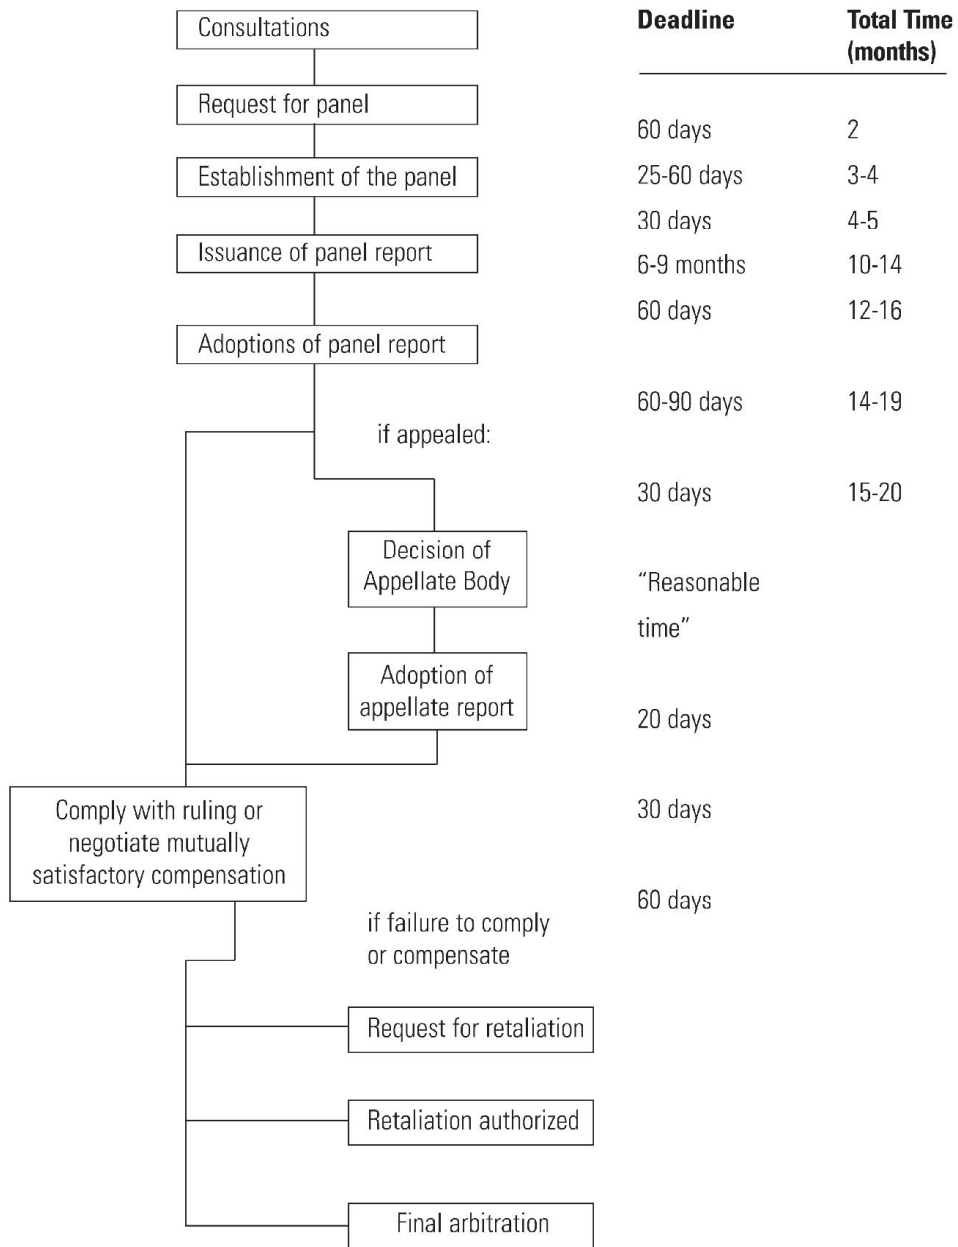 Consultations
Deadline
Total Time
(months)
Request for panel
60 days
2
Establishment of the panel
25-60 days
3-4
30 days
4-5
Issuance of panel report
6-9 months
10-14
60 days
12-16
Adoptions of panel report
60-90 days
14-19
if appealed:
30 days
15-20
Decision of
Appellate Body
“Reasonable
time”
Adoption of
appellate report
20 days
Comply with ruling or
negotiate mutually
satisfactory compensation
30 days
60 days
if failure to comply
or compensate
Request for retaliation
Retaliation authorized
Final arbitration